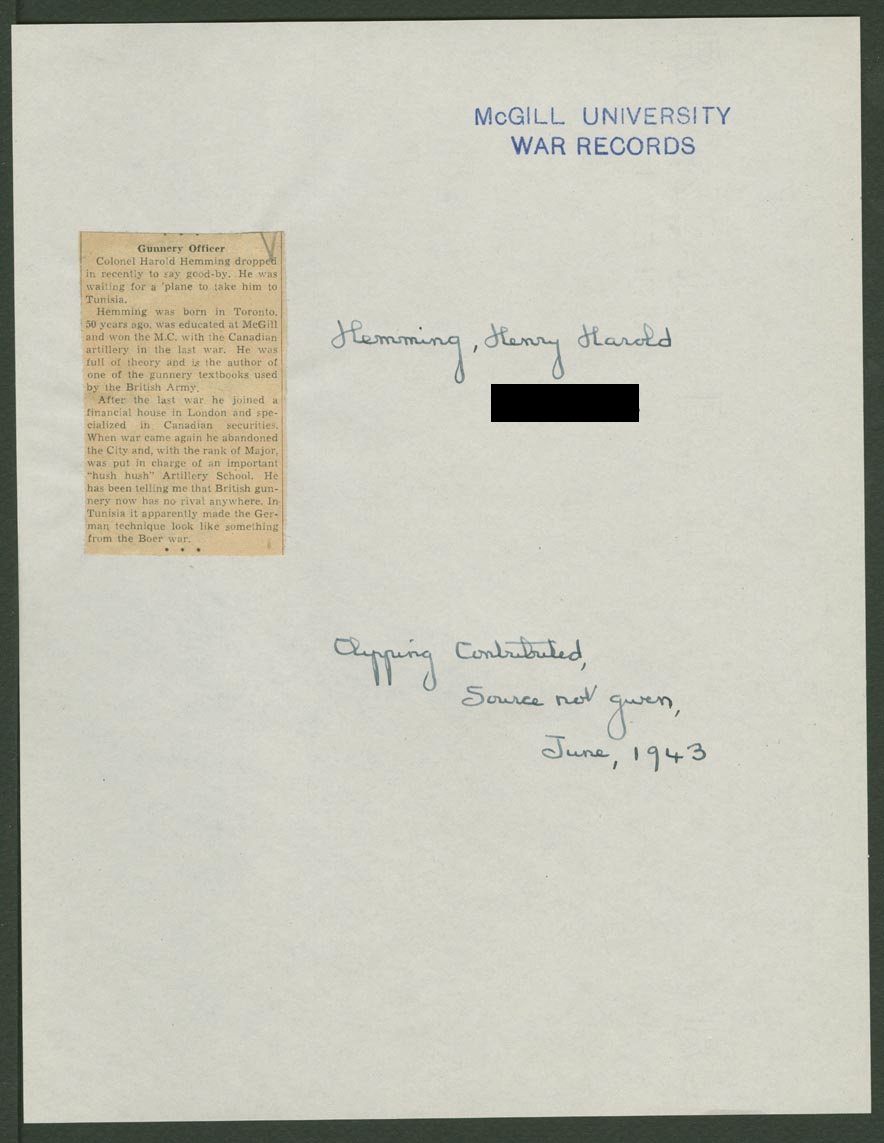 McGILL UNIVERSITY
WAR RECORDS
Gunnery Officer
Colonel Harold Hemming dropped
in recently to say good-by. He was
waiting for a 'plane to take him to
Tunisia.
Hemming was born in Toronto,
50 years ago, was educated at McGill
and won the M.C. with the Canadian
artillery in the last war. He was
full of theory and is the author of
one of the gunnery textbooks used
by the British Army.
After the last war he joined a
financial house in London and spe-
cialized in Canadian securities.
When war came again he abandoned
the City and, with the rank of Major,
was put in charge of an important
"hush hush" Artillery School. He
has been telling me that British gun-
nery now has no rival anywhere. In
Tunisia it apparently made the Ger-
man technique look like something
from the Boer war.
Hemming, Henry Harold
Clipping Contributed,
Source not given,
June, 1943